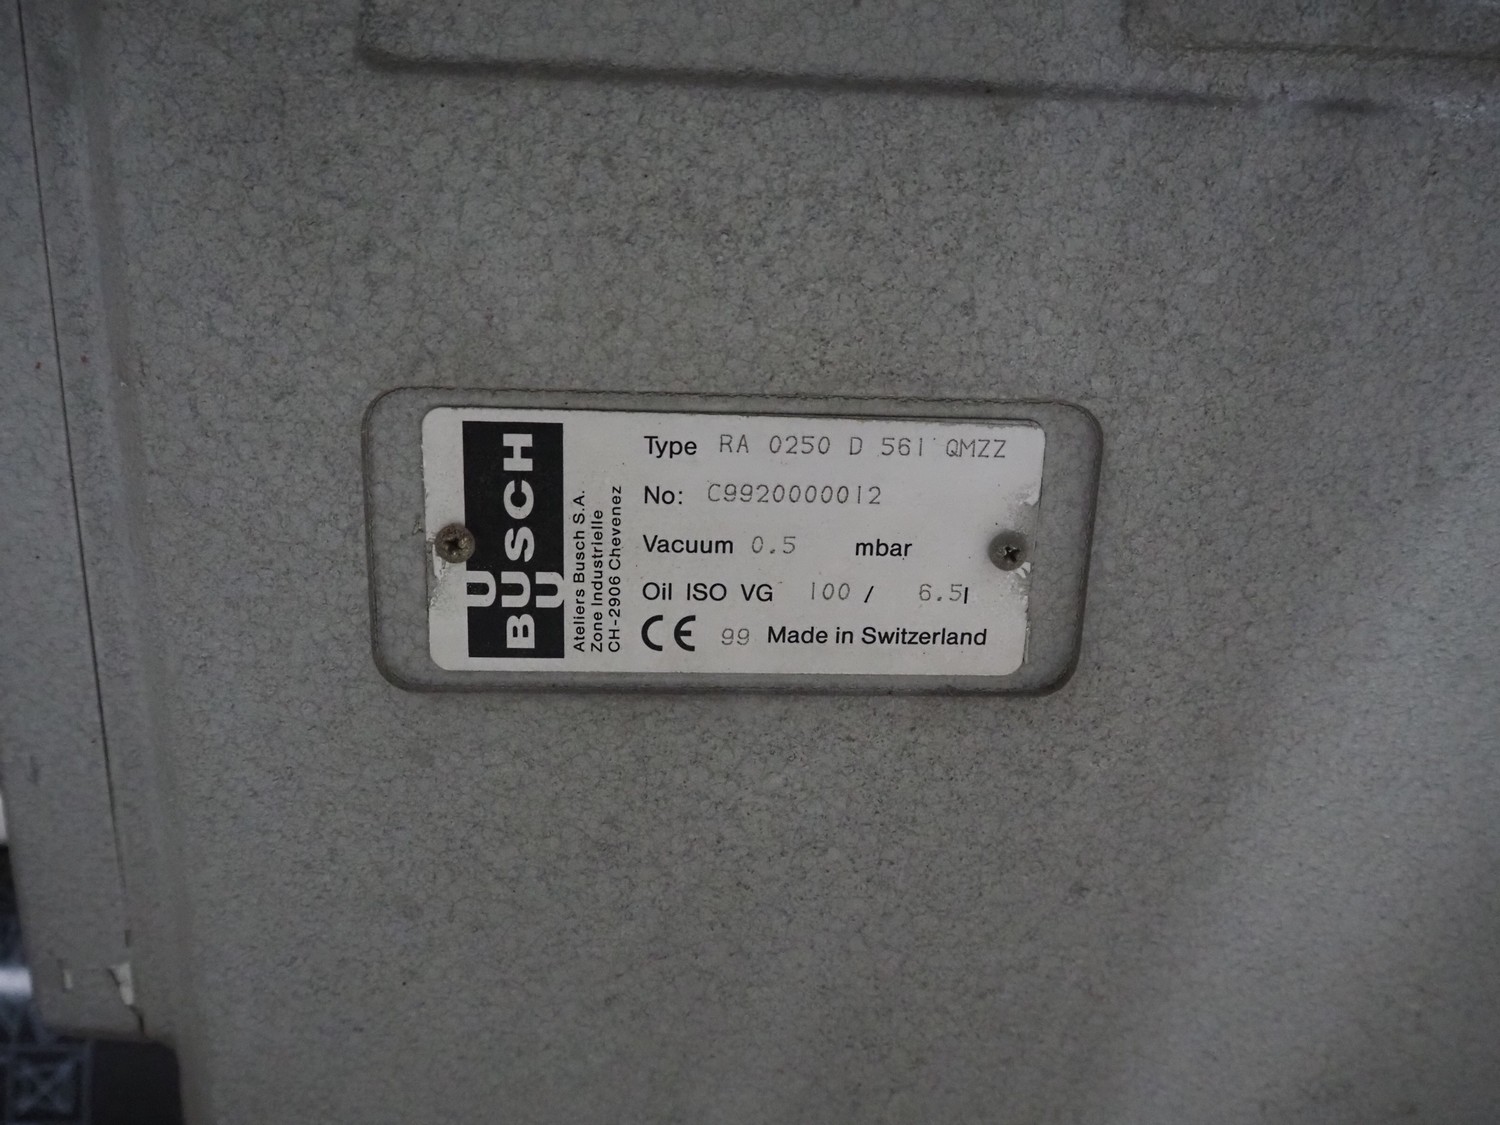 BUSCH
Ateliers Busch S.A.
Zone Industrielle
CH-2906 Chevenez
Type RA 0250 D 561 QMZZ
No: C9920000012
Vacuum 0.5 mbar
Oil ISO VG 100 / 6.5l
CE 99 Made in Switzerland